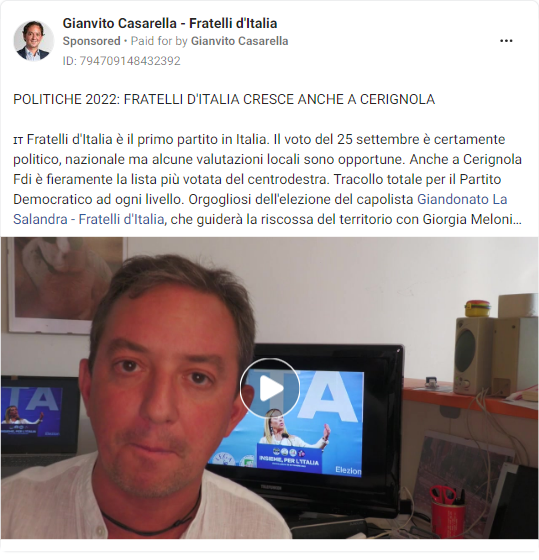 Gianvito Casarella - Fratelli d'Italia
Sponsored • Paid for by Gianvito Casarella
ID: 794709148432392
POLITICHE 2022: FRATELLI D'ITALIA CRESCE ANCHE A CERIGNOLA
IT Fratelli d'Italia è il primo partito in Italia. Il voto del 25 settembre è certamente
politico, nazionale ma alcune valutazioni locali sono opportune. Anche a Cerignola
Fdi è fieramente la lista più votata del centrodestra. Tracollo totale per il Partito
Democratico ad ogni livello. Orgogliosi dell'elezione del capolista Giandonato La
Salandra - Fratelli d'Italia, che guiderà la riscossa del territorio con Giorgia Meloni...
TA
INSIEME, PER L'ITALIA
Elezion